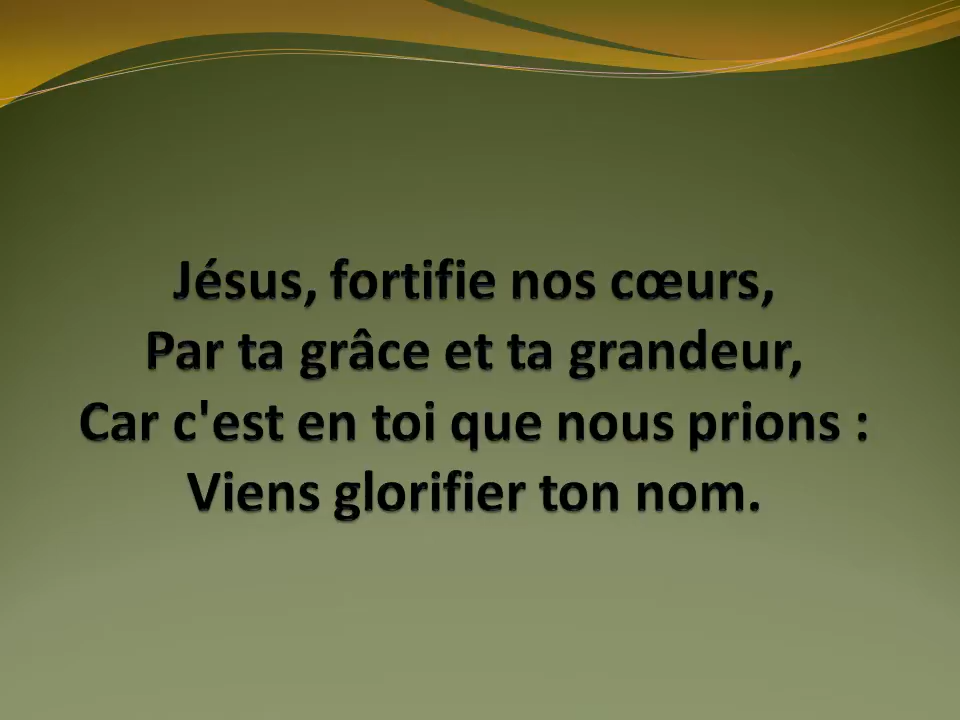 Jésus, fortifie nos cœurs,
Par ta grâce et ta grandeur,
Car c'est en toi que nous prions :
Viens glorifier ton nom.